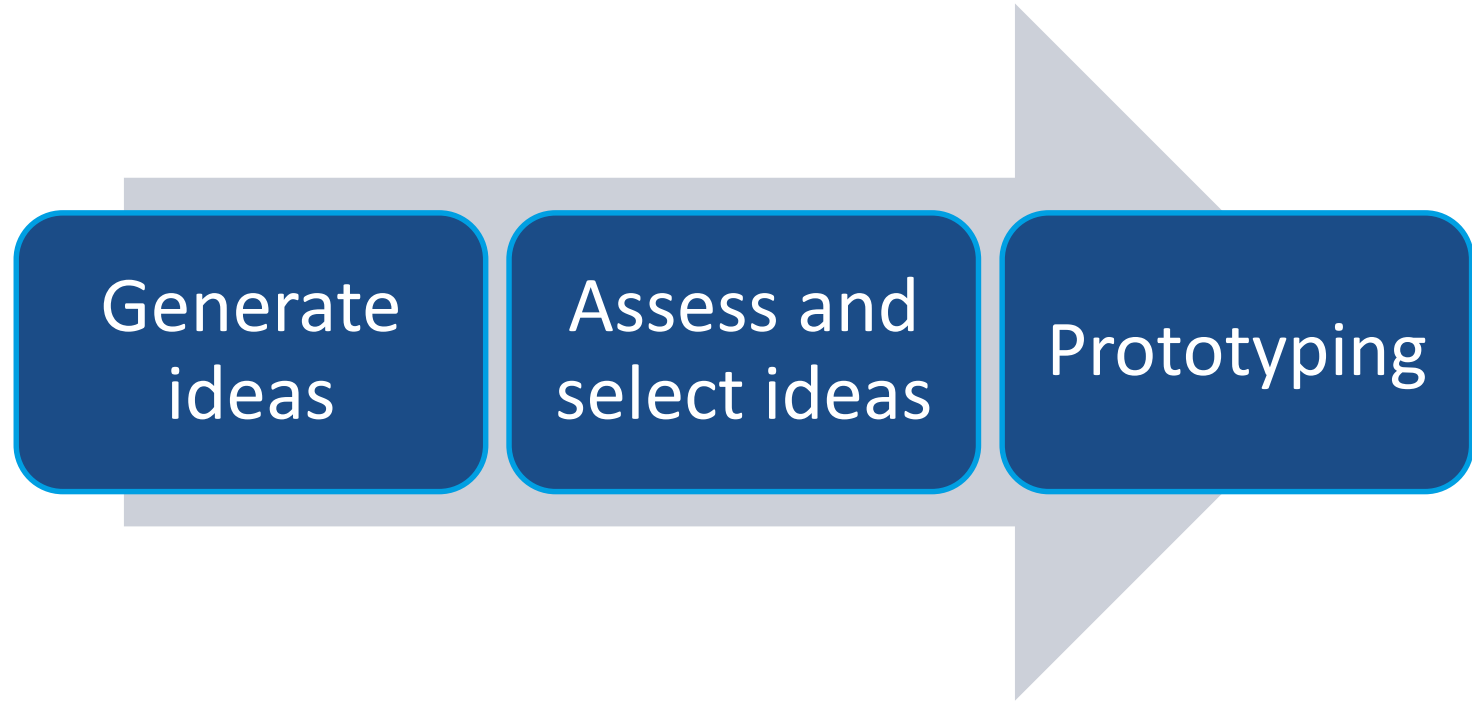 Generate
ideas
Assess and
select ideas
Prototyping